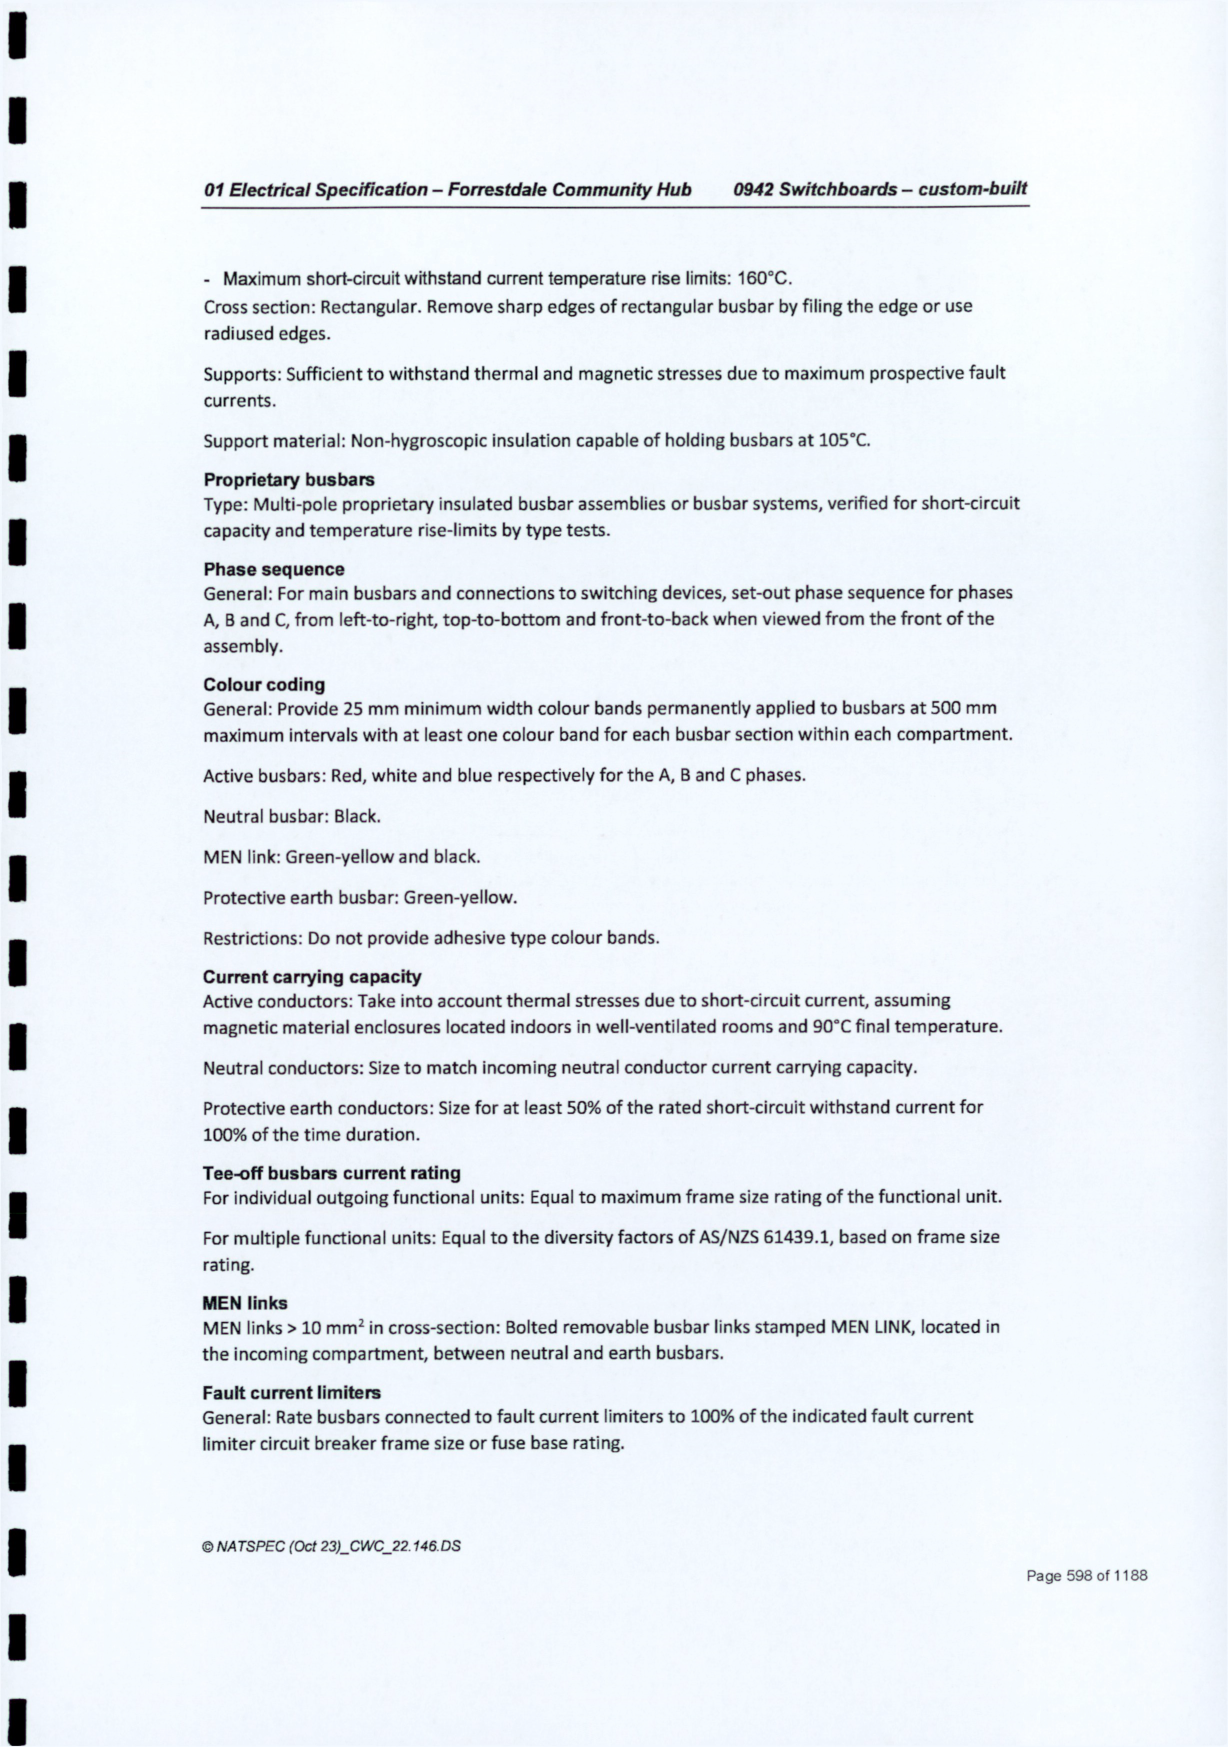 01 Electrical Specification – Forrestdale Community Hub 0942 Switchboards – custom-built
- Maximum short-circuit withstand current temperature rise limits: 160°C.
Cross section: Rectangular. Remove sharp edges of rectangular busbar by filing the edge or use
radiused edges.
Supports: Sufficient to withstand thermal and magnetic stresses due to maximum prospective fault
currents.
Support material: Non-hygroscopic insulation capable of holding busbars at 105°C.
Proprietary busbars
Type: Multi-pole proprietary insulated busbar assemblies or busbar systems, verified for short-circuit
capacity and temperature rise-limits by type tests.
Phase sequence
General: For main busbars and connections to switching devices, set-out phase sequence for phases
A, B and C, from left-to-right, top-to-bottom and front-to-back when viewed from the front of the
assembly.
Colour coding
General: Provide 25 mm minimum width colour bands permanently applied to busbars at 500 mm
maximum intervals with at least one colour band for each busbar section within each compartment.
Active busbars: Red, white and blue respectively for the A, B and C phases.
Neutral busbar: Black.
MEN link: Green-yellow and black.
Protective earth busbar: Green-yellow.
Restrictions: Do not provide adhesive type colour bands.
Current carrying capacity
Active conductors: Take into account thermal stresses due to short-circuit current, assuming
magnetic material enclosures located indoors in well-ventilated rooms and 90°C final temperature.
Neutral conductors: Size to match incoming neutral conductor current carrying capacity.
Protective earth conductors: Size for at least 50% of the rated short-circuit withstand current for
100% of the time duration.
Tee-off busbars current rating
For individual outgoing functional units: Equal to maximum frame size rating of the functional unit.
For multiple functional units: Equal to the diversity factors of AS/NZS 61439.1, based on frame size
rating.
MEN links
MEN links > 10 mm² in cross-section: Bolted removable busbar links stamped MEN LINK, located in
the incoming compartment, between neutral and earth busbars.
Fault current limiters
General: Rate busbars connected to fault current limiters to 100% of the indicated fault current
limiter circuit breaker frame size or fuse base rating.
© NATSPEC (Oct 23)_CWC_22.146.DS
Page 598 of 1188